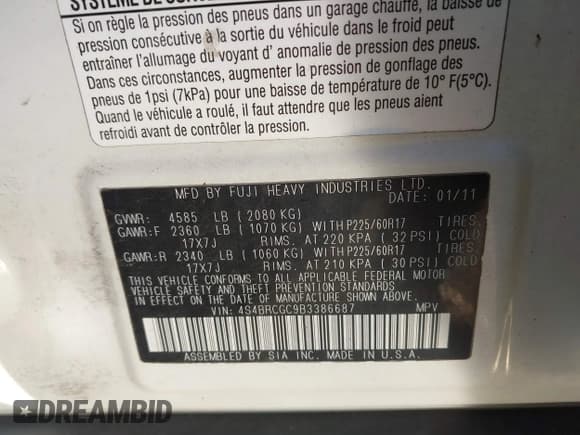 Si on règle la pression des pneus dans un garage chauffé, la baisse de
pression consécutive à la sortie du véhicule dans le froid peut
entraîner l'allumage du voyant d' anomalie de pression des pneus.
Dans ces circonstances, augmenter la pression de gonflage des
pneus de 1psi (7kPa) pour une baisse de température de 10° F(5°C).
Quand le véhicule a roulé, il faut attendre que les pneus aient
refroidi avant de contrôler la pression.
MFD BY FUJI HEAVY INDUSTRIES LTD.
DATE: 01/11
GVWR: 4585 LB ( 2080 KG)
GAWR:F 2360 LB ( 1070 KG) WITH P225/60R17 TIRES.
17X7J RIMS. AT 220 KPA ( 32 PSI) COLD
GAWR:R 2340 LB ( 1060 KG) WITH P225/60R17 TIRES.
17X7J RIMS. AT 210 KPA ( 30 PSI) COLD
THIS VEHICLE CONFORMS TO ALL APPLICABLE FEDERAL MOTOR
VEHICLE SAFETY AND THEFT PREVENTION STANDARDS
IN EFFECT ON THE DATE OF MANUFACTURE SHOWN ABOVE.
VIN: 4S4BRCGC9B3386687 MPV
ASSEMBLED BY SIA INC. MADE IN U.S.A.
DREAMBID